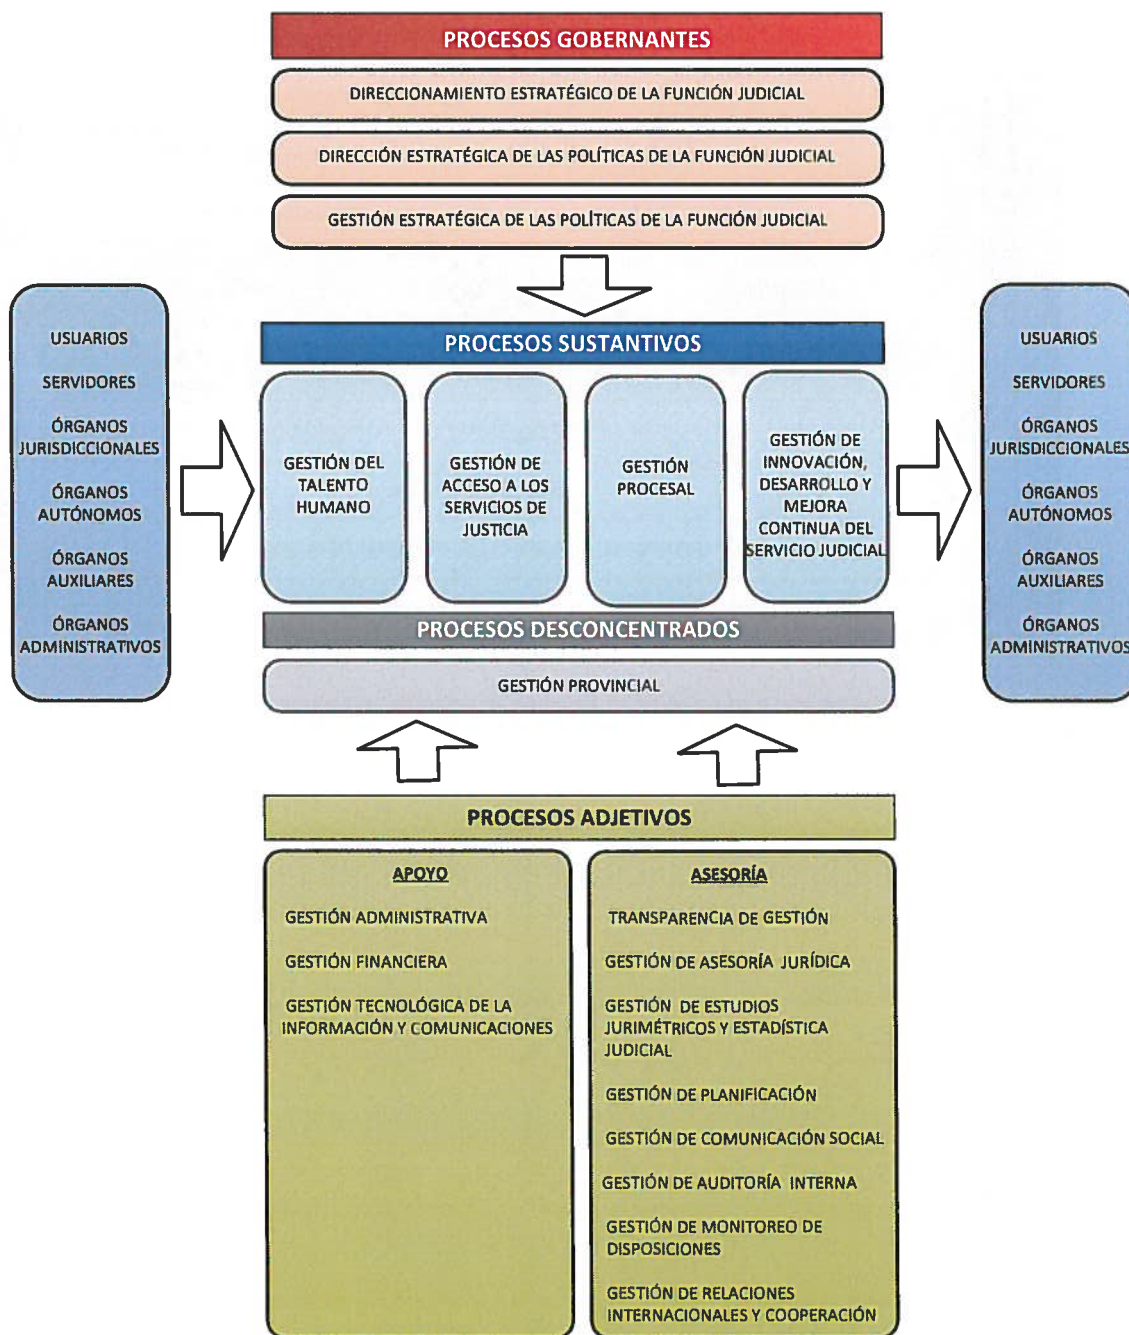 PROCESOS GOBERNANTES
DIRECCIONAMIENTO ESTRATÉGICO DE LA FUNCIÓN JUDICIAL
DIRECCIÓN ESTRATÉGICA DE LAS POLÍTICAS DE LA FUNCIÓN JUDICIAL
GESTIÓN ESTRATÉGICA DE LAS POLÍTICAS DE LA FUNCIÓN JUDICIAL
USUARIOS
SERVIDORES
ÓRGANOS
JURISDICCIONALES
ÓRGANOS
AUTÓNOMOS
ÓRGANOS
AUXILIARES
ÓRGANOS
ADMINISTRATIVOS
PROCESOS SUSTANTIVOS
GESTIÓN DEL
TALENTO
HUMANO
GESTIÓN DE
ACCESO A LOS
SERVICIOS DE
JUSTICIA
GESTIÓN
PROCESAL
GESTIÓN DE
INNOVACIÓN,
DESARROLLO Y
MEJORA
CONTINUA DEL
SERVICIO JUDICIAL
USUARIOS
SERVIDORES
ÓRGANOS
JURISDICCIONALES
ÓRGANOS
AUTÓNOMOS
ÓRGANOS
AUXILIARES
ÓRGANOS
ADMINISTRATIVOS
PROCESOS DESCONCENTRADOS
GESTIÓN PROVINCIAL
PROCESOS ADJETIVOS
APOYO
GESTIÓN ADMINISTRATIVA
GESTIÓN FINANCIERA
GESTIÓN TECNOLÓGICA DE LA
INFORMACIÓN Y COMUNICACIONES
ASESORÍA
TRANSPARENCIA DE GESTIÓN
GESTIÓN DE ASESORÍA JURÍDICA
GESTIÓN DE ESTUDIOS
JURIMÉTRICOS Y ESTADÍSTICA
JUDICIAL
GESTIÓN DE PLANIFICACIÓN
GESTIÓN DE COMUNICACIÓN SOCIAL
GESTIÓN DE AUDITORÍA INTERNA
GESTIÓN DE MONITOREO DE
DISPOSICIONES
GESTIÓN DE RELACIONES
INTERNACIONALES Y COOPERACIÓN